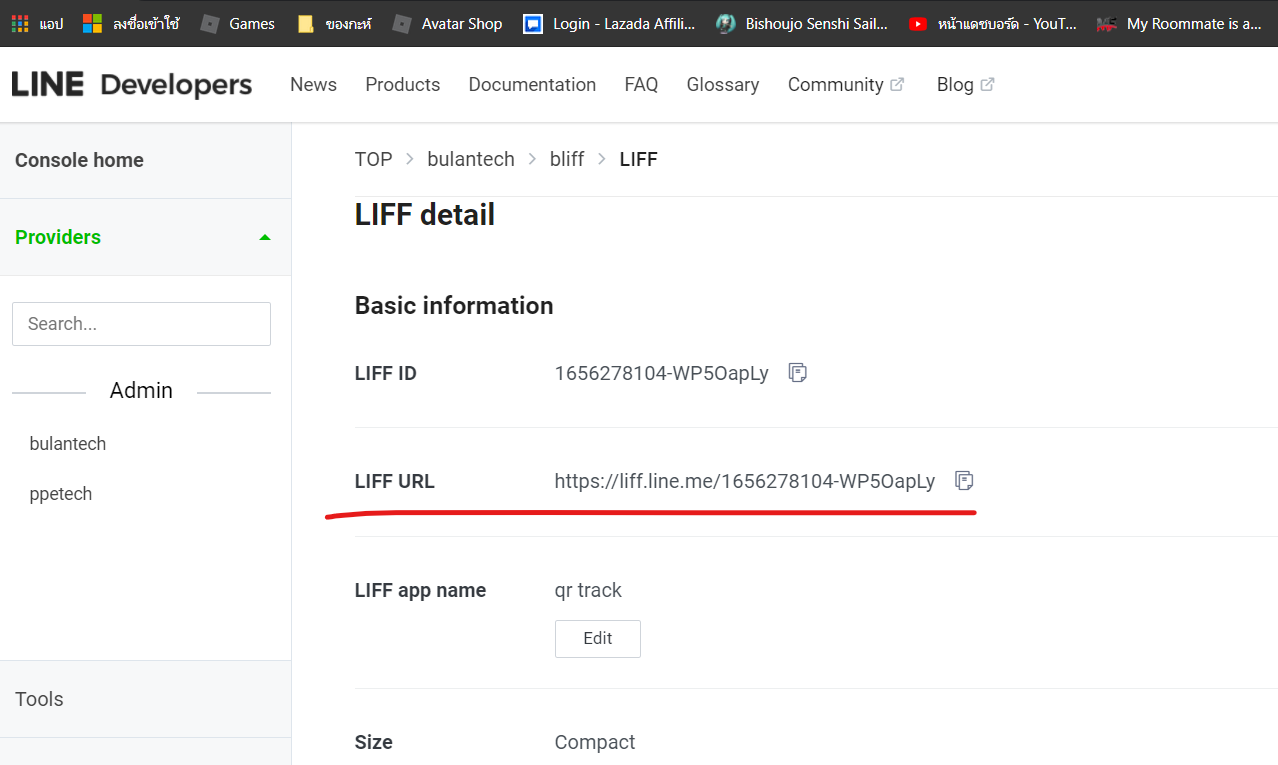 แอป ลงชื่อเข้าใช้ Games ของกะห์ Avatar Shop Login - Lazada Affili... Bishoujo Senshi Sail... หน้าแดชบอร์ด - YouT... My Roommate is a...
LINE Developers News Products Documentation FAQ Glossary Community Blog
Console home
Providers
Search...
Admin
bulantech
ppetech
Tools
TOP > bulantech > bliff > LIFF
LIFF detail
Basic information
LIFF ID 1656278104-WP5OapLy
LIFF URL https://liff.line.me/1656278104-WP5OapLy
LIFF app name qr track
Edit
Size Compact